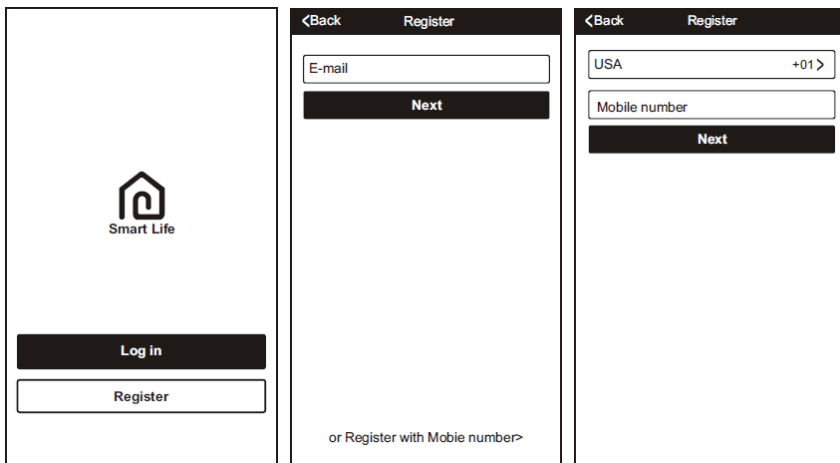 Smart Life
Log in
Register
<Back Register
E-mail
Next
or Register with Mobie number>
<Back Register
USA +01>
Mobile number
Next